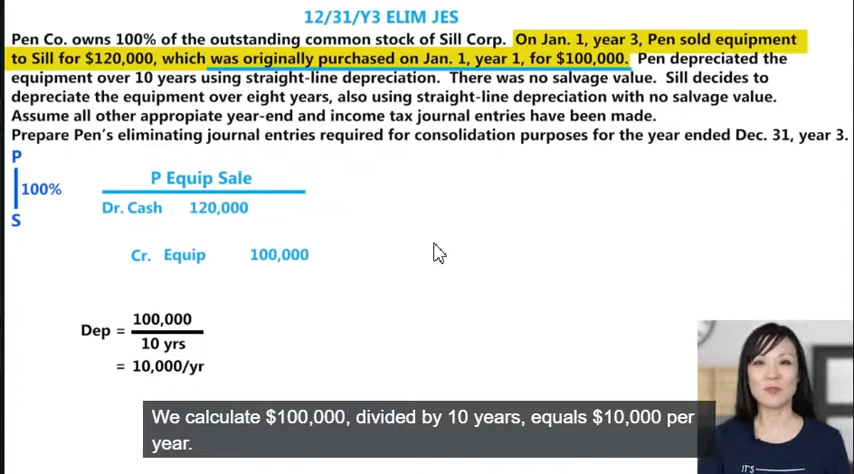 12/31/Y3 ELIM JES
Pen Co. owns 100% of the outstanding common stock of Sill Corp. On Jan. 1, year 3, Pen sold equipment
to Sill for $120,000, which was originally purchased on Jan. 1, year 1, for $100,000. Pen depreciated the
equipment over 10 years using straight-line depreciation. There was no salvage value. Sill decides to
depreciate the equipment over eight years, also using straight-line depreciation with no salvage value.
Assume all other appropiate year-end and income tax journal entries have been made.
Prepare Pen's eliminating journal entries required for consolidation purposes for the year ended Dec. 31, year 3.
P
100%
S
P Equip Sale
Dr. Cash 120,000
Cr. Equip 100,000
Dep = 100,000
10 yrs
= 10,000/yr
We calculate $100,000, divided by 10 years, equals $10,000 per
year.
IT'S